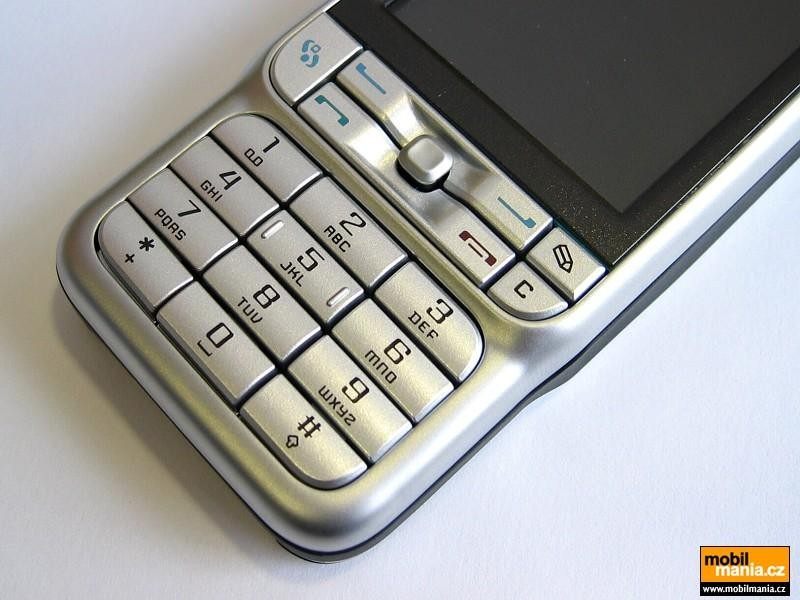 1
2
ABC
3
DEF
4
GHI
5
JKL
6
MNO
7
PQRS
8
TUV
9
WXYZ
* +
0
#
C
mobil
mania.cz
www.mobilmania.cz